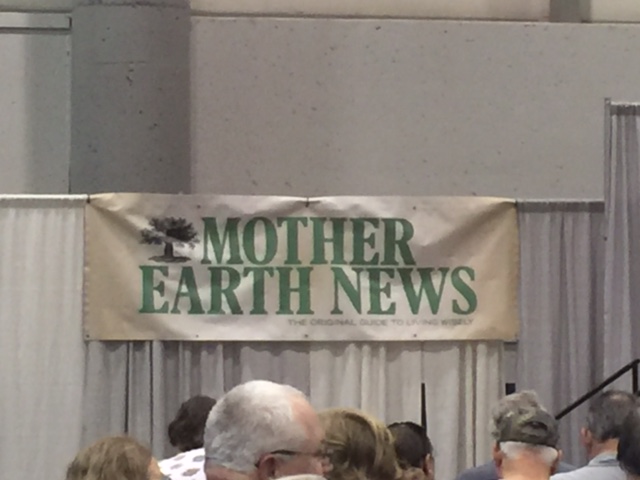 MOTHER
EARTH NEWS
THE ORIGINAL GUIDE TO LIVING WISELY